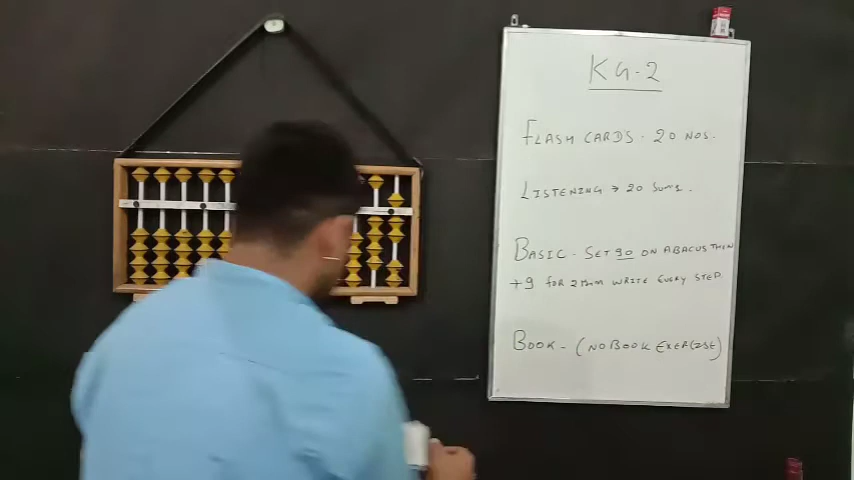 KG-2
FLASH CARDS - 20 NOS.
LISTENING → 20 SUMS.
BASIC - SET 90 ON ABACUS THEN
+9 FOR 2 MIN WRITE EVERY STEP.
BOOK - (NO BOOK EXERCIZE)